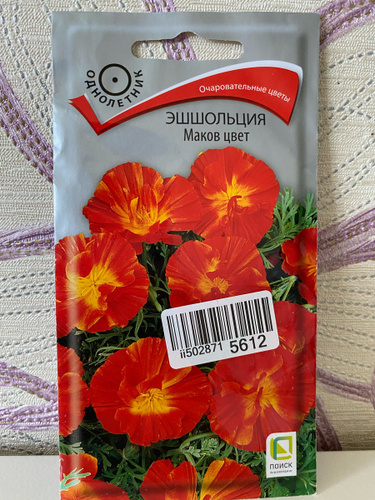 ОДНОЛЕТНИК
Очаровательные цветы
ЭШШОЛЬЦИЯ
Маков цвет
ii502871 5612
ПОИСК